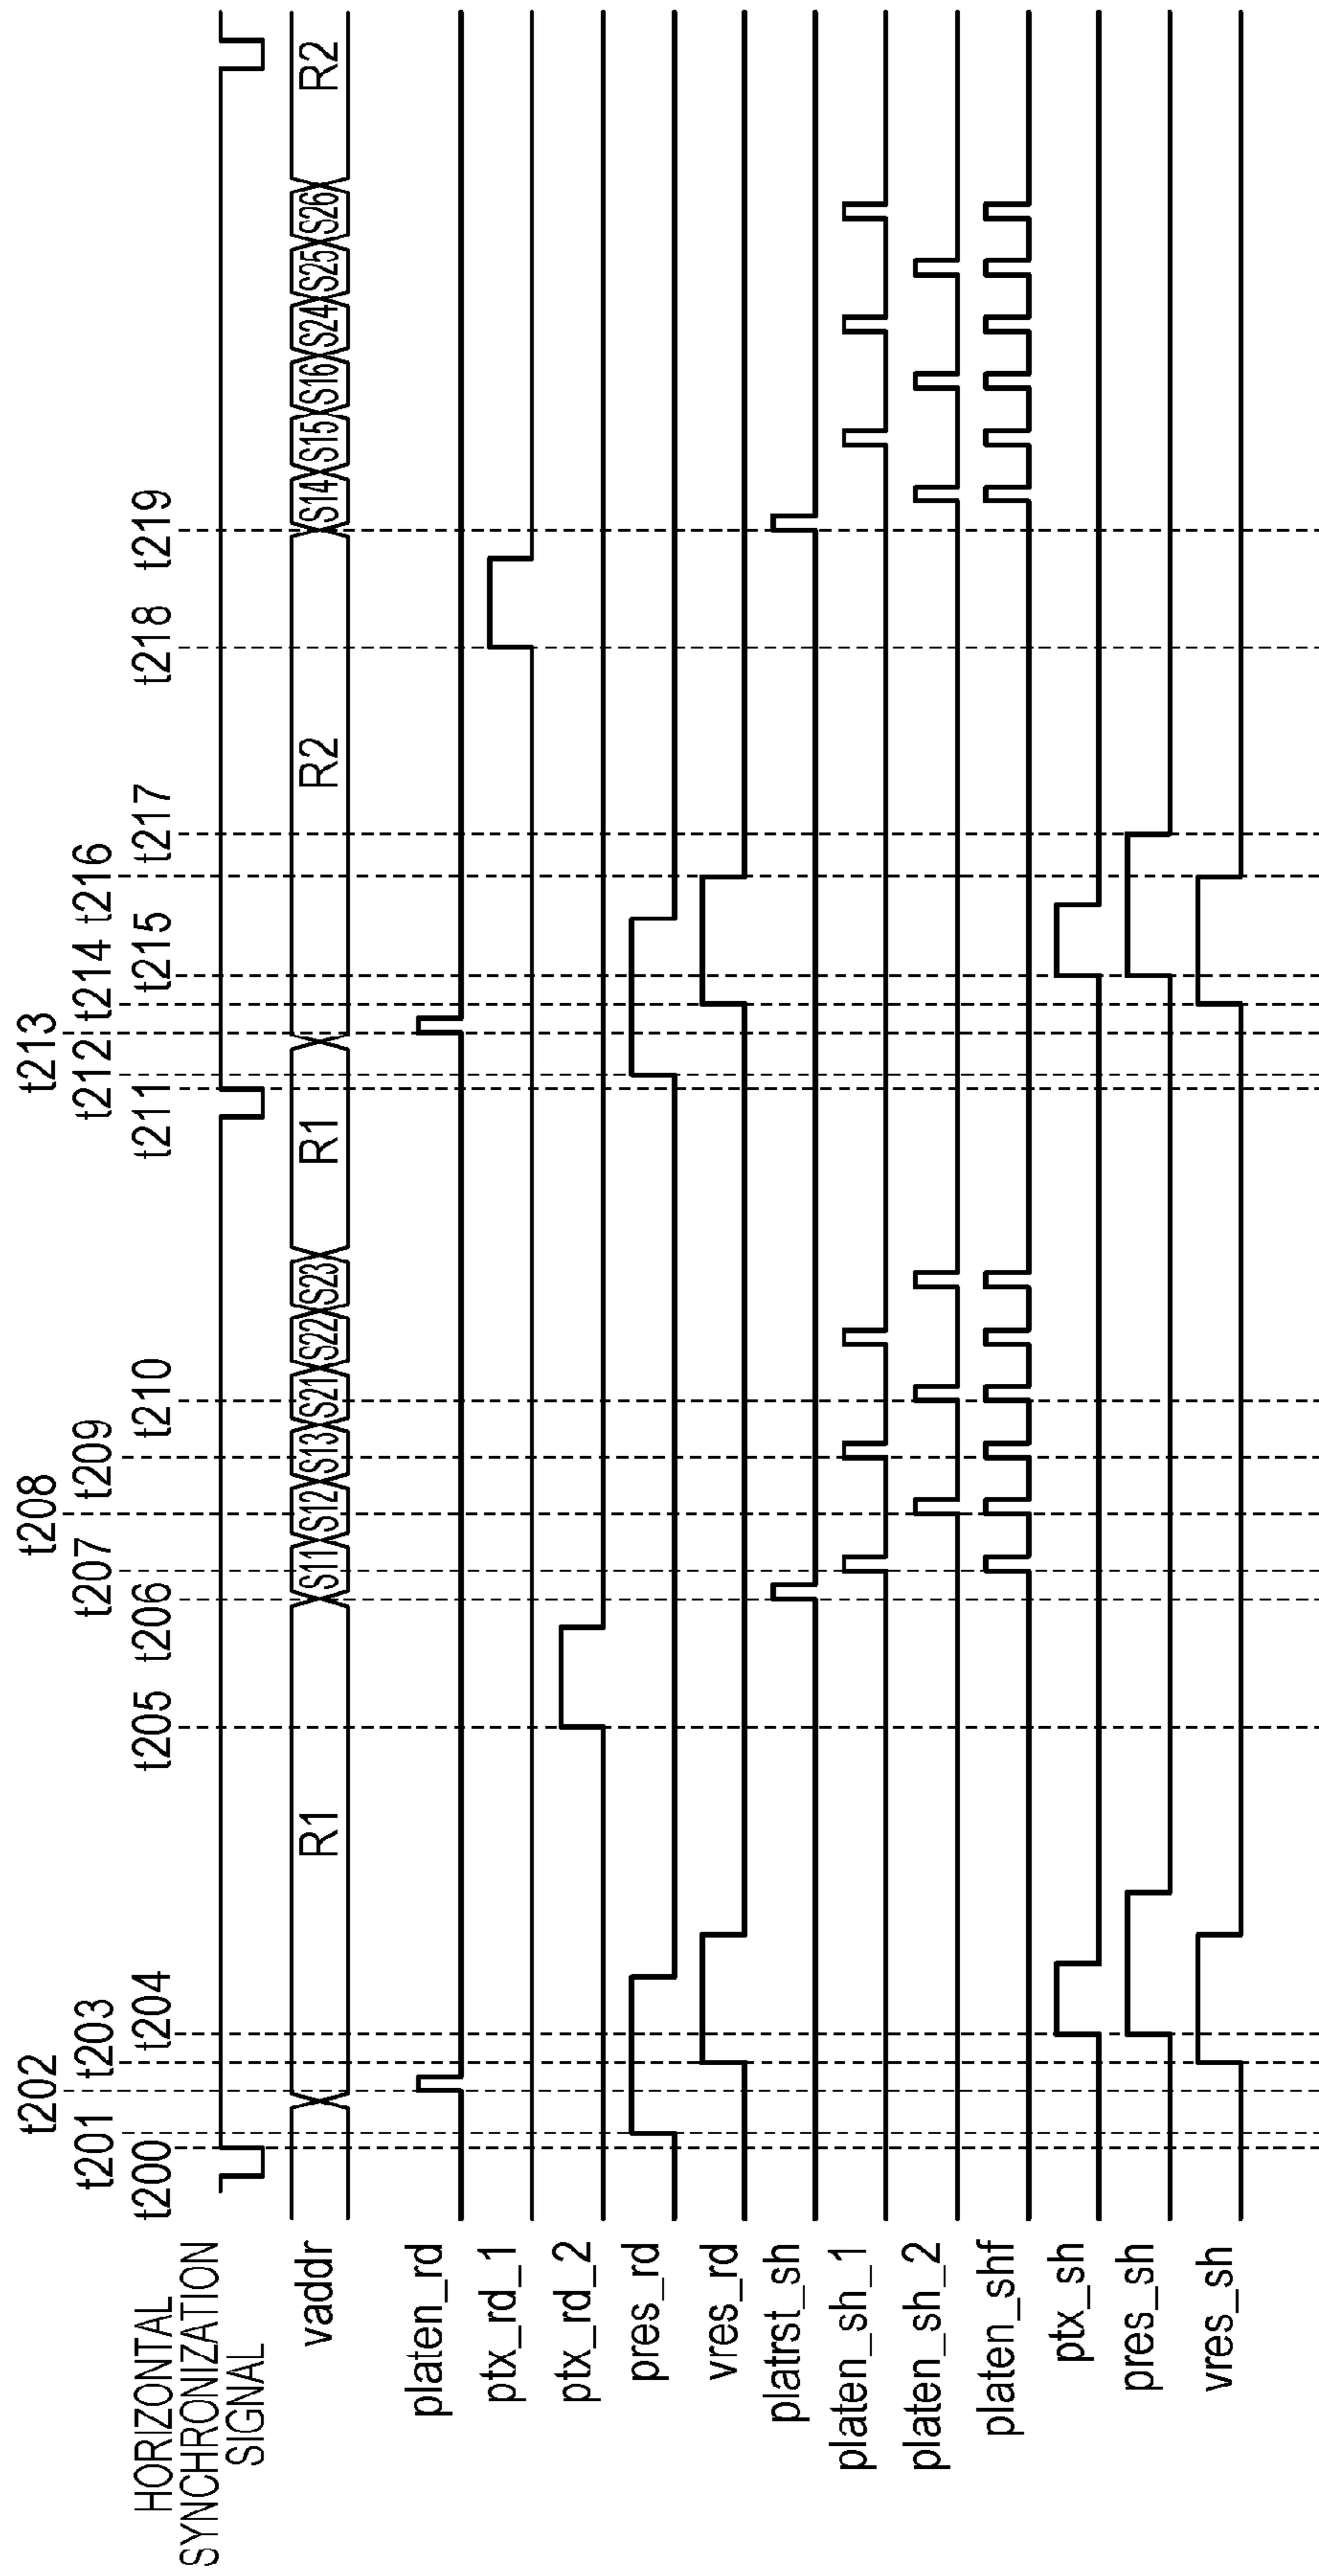 t202
t208
t213
t201 t203
t207 t209
t212 t214 t216
t200 t204 t205 t206 t210 t211 t215 t217 t218 t219
HORIZONTAL
SYNCHRONIZATION
SIGNAL
vaddr R1 S11 S12 S13 S21 S22 S23 R1 R2 S14 S15 S16 S24 S25 S26 R2
platen_rd
ptx_rd_1
ptx_rd_2
pres_rd
vres_rd
platrst_sh
platen_sh_1
platen_sh_2
platen_shf
ptx_sh
pres_sh
vres_sh